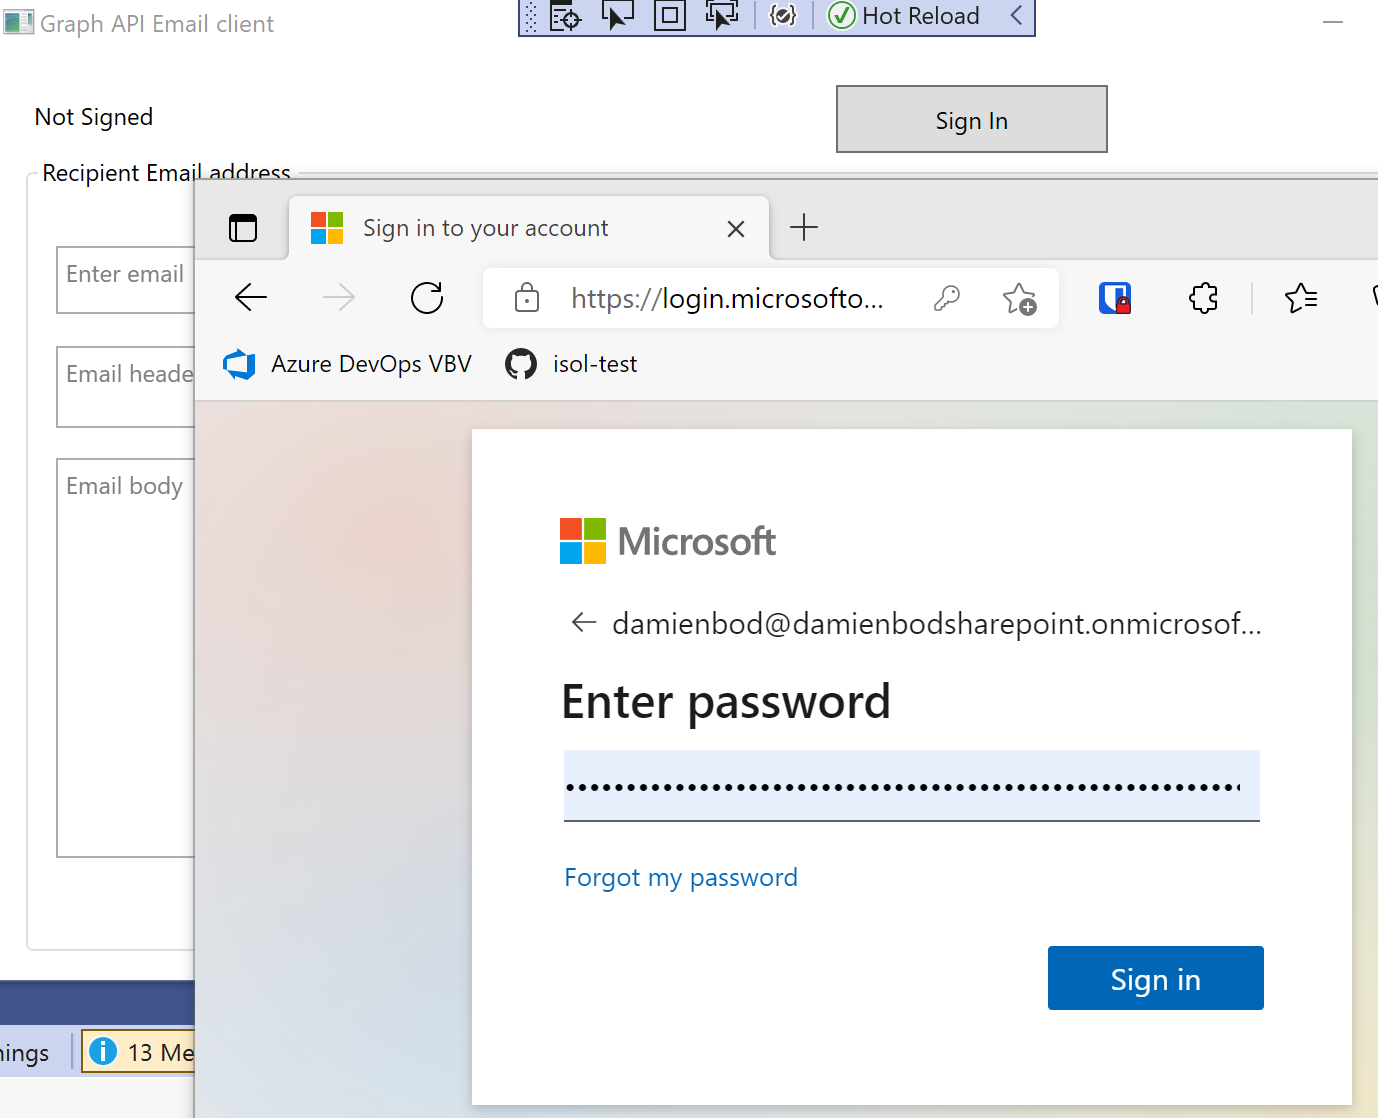 Graph API Email client
Hot Reload
Not Signed
Sign In
Recipient Email address
Enter email
Email heade
Email body
Sign in to your account
https://login.microsofto...
Azure DevOps VBV
isol-test
Microsoft
damienbod@damienbodsharepoint.onmicrosof...
Enter password
Forgot my password
Sign in
nings
13 Me